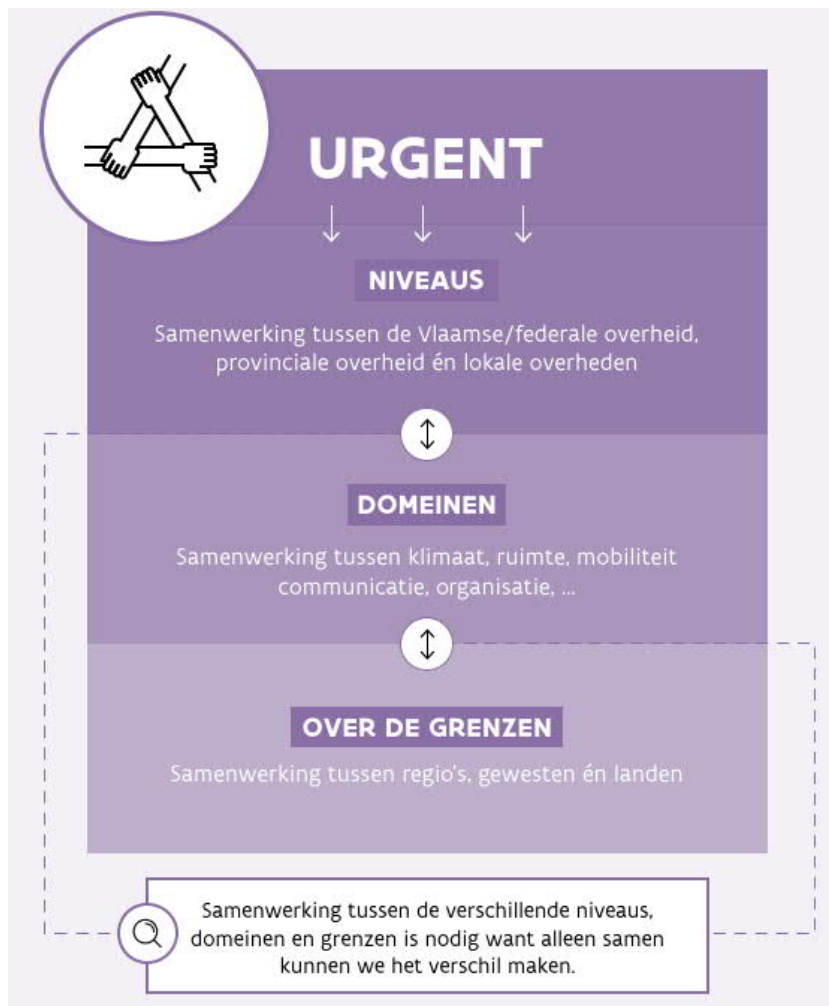 URGENT
NIVEAUS
Samenwerking tussen de Vlaamse/federale overheid,
provinciale overheid én lokale overheden
DOMEINEN
Samenwerking tussen klimaat, ruimte, mobiliteit
communicatie, organisatie, ...
OVER DE GRENZEN
Samenwerking tussen regio's, gewesten én landen
Samenwerking tussen de verschillende niveaus,
domeinen en grenzen is nodig want alleen samen
kunnen we het verschil maken.